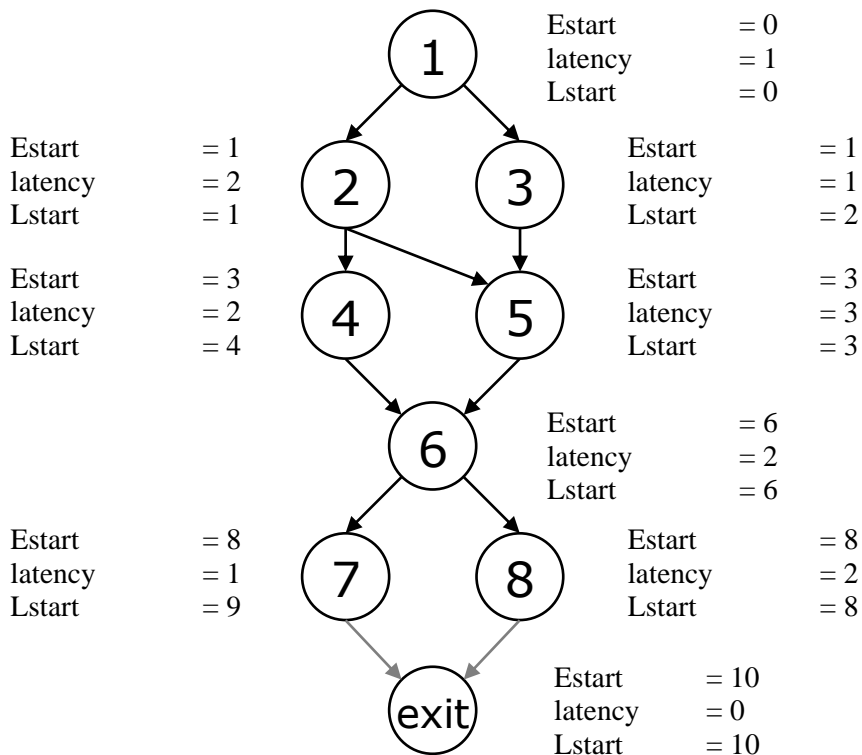 1
Estart = 0
latency = 1
Lstart = 0
Estart = 1
latency = 2
Lstart = 1
2
3
Estart = 1
latency = 1
Lstart = 2
Estart = 3
latency = 2
Lstart = 4
4
5
Estart = 3
latency = 3
Lstart = 3
6
Estart = 6
latency = 2
Lstart = 6
Estart = 8
latency = 1
Lstart = 9
7
8
Estart = 8
latency = 2
Lstart = 8
exit
Estart = 10
latency = 0
Lstart = 10